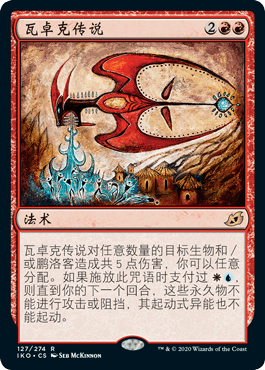 瓦卓克传说 2
法术
瓦卓克传说对任意数量的目标生物和/
或鹏洛客造成共5点伤害，你可以任意
分配。如果施放此咒语时支付过，
则直到你的下一个回合，这些永久物不
能进行攻击或阻挡，其起动式异能也不
能起动。
127/274 R
IKO • CS SEB MCKINNON
™ & © 2020 Wizards of the Coast